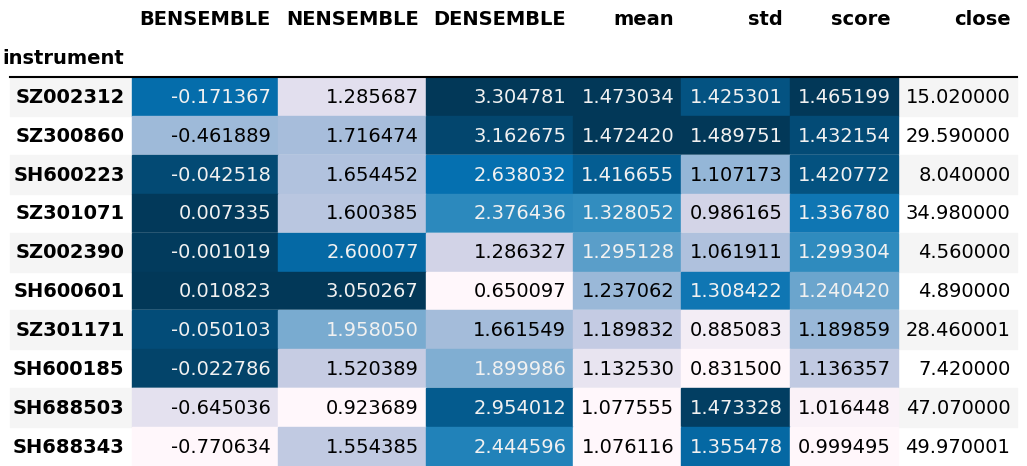 BENSEMBLE NENSEMBLE DENSEMBLE mean std score close
instrument
SZ002312 -0.171367 1.285687 3.304781 1.473034 1.425301 1.465199 15.020000
SZ300860 -0.461889 1.716474 3.162675 1.472420 1.489751 1.432154 29.590000
SH600223 -0.042518 1.654452 2.638032 1.416655 1.107173 1.420772 8.040000
SZ301071 0.007335 1.600385 2.376436 1.328052 0.986165 1.336780 34.980000
SZ002390 -0.001019 2.600077 1.286327 1.295128 1.061911 1.299304 4.560000
SH600601 0.010823 3.050267 0.650097 1.237062 1.308422 1.240420 4.890000
SZ301171 -0.050103 1.958050 1.661549 1.189832 0.885083 1.189859 28.460001
SH600185 -0.022786 1.520389 1.899986 1.132530 0.831500 1.136357 7.420000
SH688503 -0.645036 0.923689 2.954012 1.077555 1.473328 1.016448 47.070000
SH688343 -0.770634 1.554385 2.444596 1.076116 1.355478 0.999495 49.970001